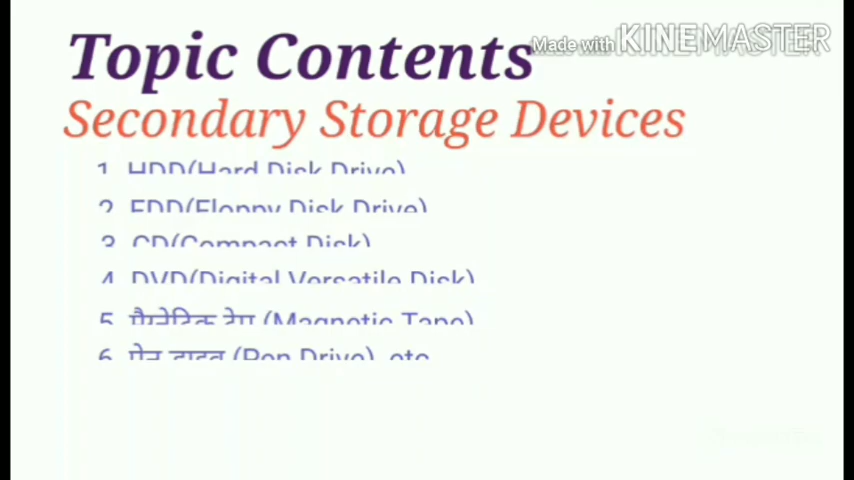 Topic Contents
Made with KINEMASTER
Secondary Storage Devices
1. HDD(Hard Disk Drive)
2. FDD(Floppy Disk Drive)
3. CD(Compact Disk)
4. DVD(Digital Versatile Disk)
5. मैग्नेटिक टेप (Magnetic Tape)
6. पेन ड्राइव (Pen Drive), etc